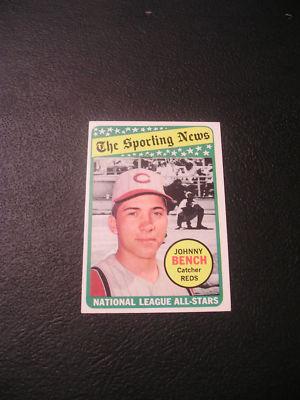 The Sporting News
C
JOHNNY
BENCH
Catcher
REDS
NATIONAL LEAGUE ALL-STARS